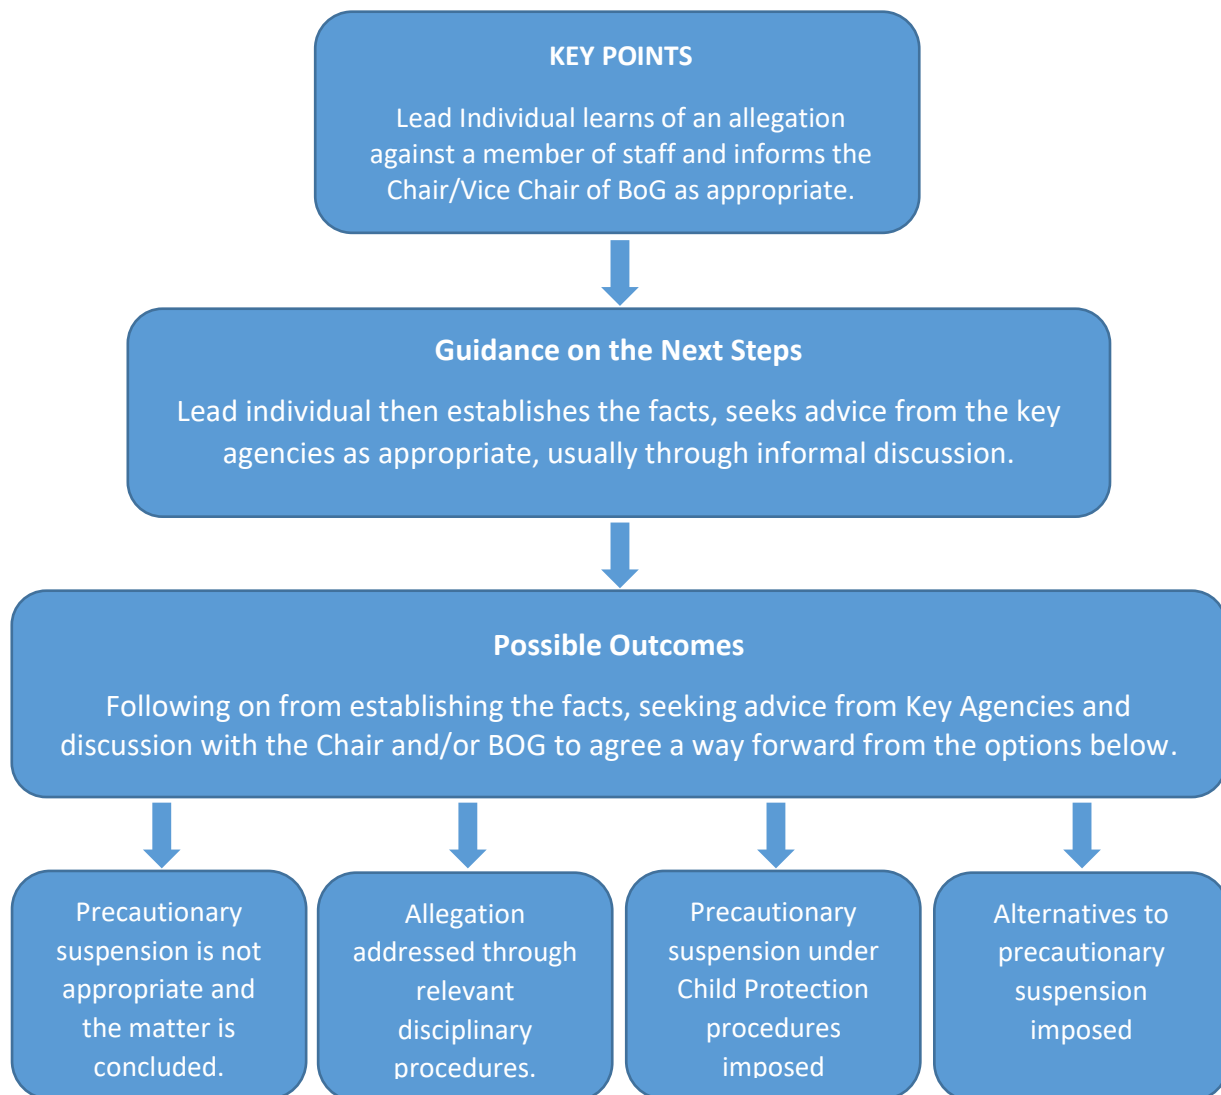 KEY POINTS
Lead Individual learns of an allegation
against a member of staff and informs the
Chair/Vice Chair of BoG as appropriate.
Guidance on the Next Steps
Lead individual then establishes the facts, seeks advice from the key
agencies as appropriate, usually through informal discussion.
Possible Outcomes
Following on from establishing the facts, seeking advice from Key Agencies and
discussion with the Chair and/or BOG to agree a way forward from the options below.
Precautionary
suspension is not
appropriate and
the matter is
concluded.
Allegation
addressed through
relevant
disciplinary
procedures.
Precautionary
suspension under
Child Protection
procedures
imposed
Alternatives to
precautionary
suspension
imposed